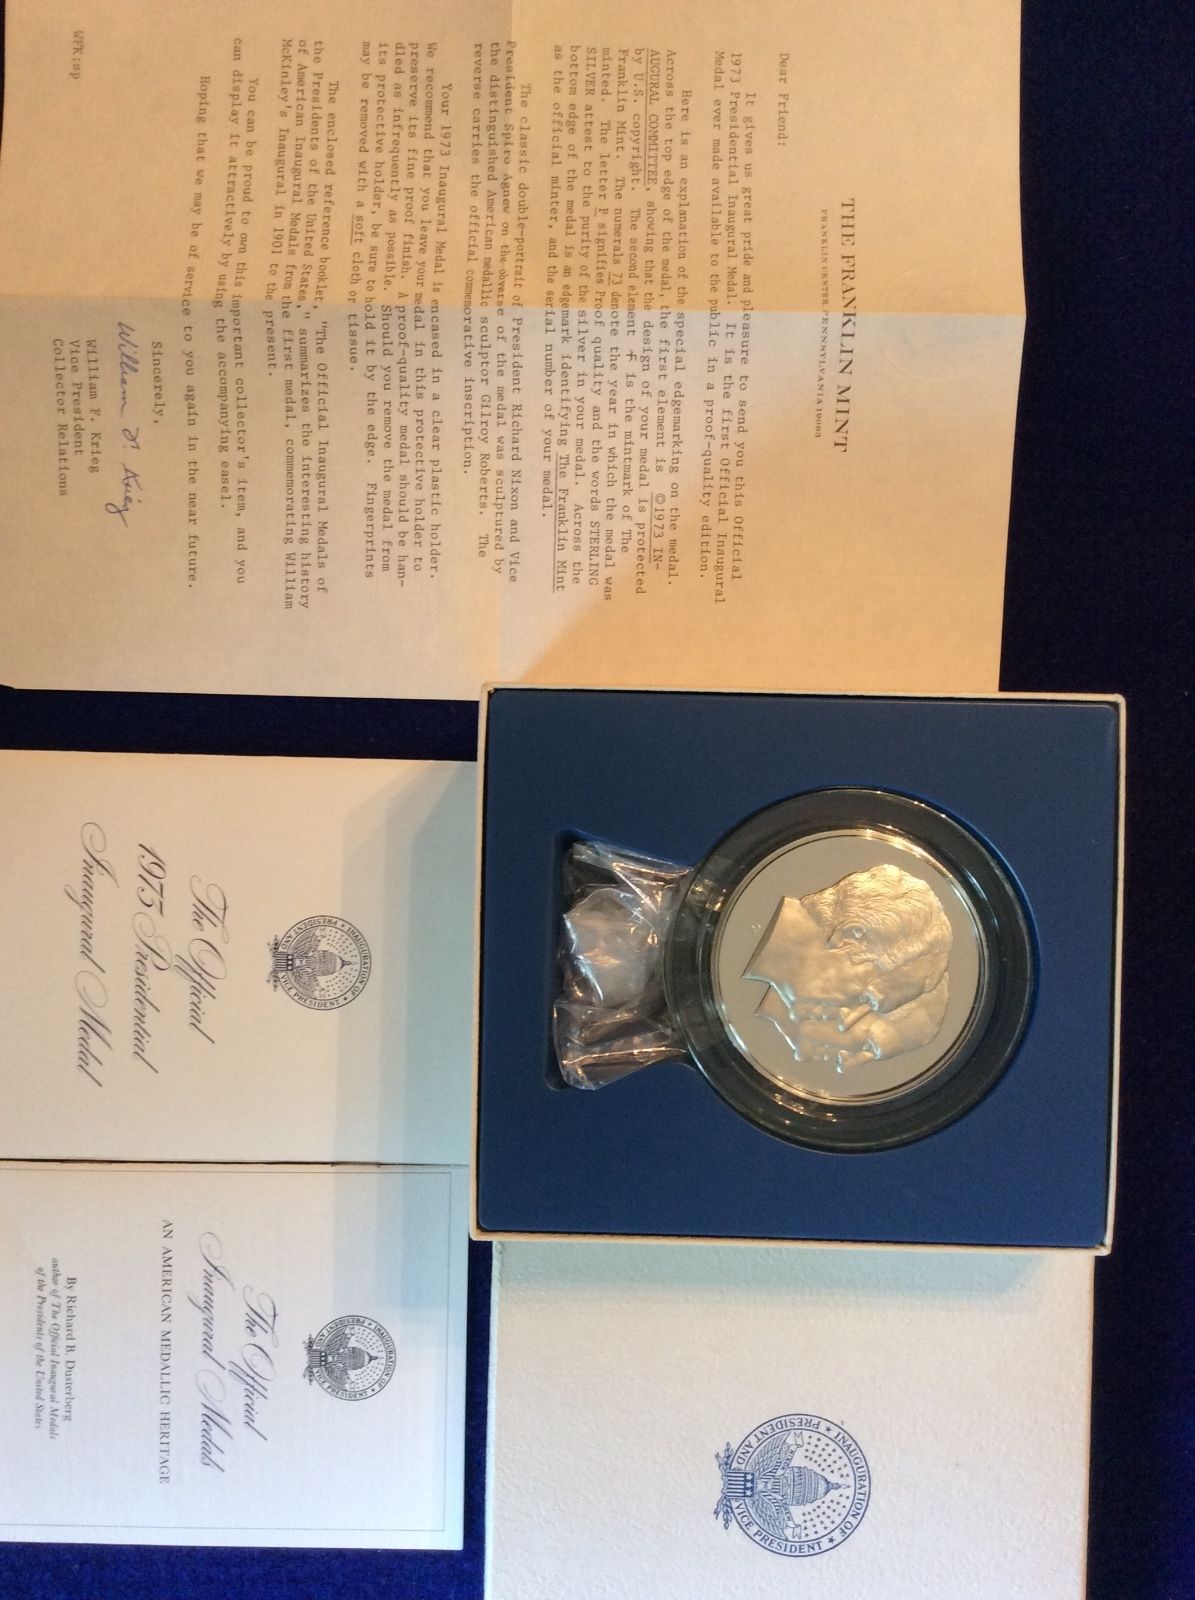 THE FRANKLIN MINT
FRANKLIN CENTER, PENNSYLVANIA 19063
Dear Friend:
It gives us great pride and pleasure to send you this Official
1973 Presidential Inaugural Medal. It is the first Official Inaugural
Medal ever made available to the public in a proof-quality edition.
Here is an explanation of the special edgemarking on the medal.
Across the top edge of the medal, the first element is ©1973 IN-
AUGURAL COMMITTEE, showing that the design of your medal is protected
by U.S. copyright. The second element is the mintmark of The
Franklin Mint. The numerals 73 denote the year in which the medal was
minted. The letter P signifies Proof quality and the words STERLING
SILVER attest to the purity of the silver in your medal. Across the
bottom edge of the medal is an edgemark identifying The Franklin Mint
as the official minter, and the serial number of your medal.
The classic double-portrait of President Richard Nixon and Vice
President Spiro Agnew on the obverse of the medal was sculptured by
the distinguished American medallic sculptor Gilroy Roberts. The
reverse carries the official commemorative inscription.
Your 1973 Inaugural Medal is encased in a clear plastic holder.
We recommend that you leave your medal in this protective holder to
preserve its fine proof finish. A proof-quality medal should be han-
dled as infrequently as possible. Should you remove the medal from
its protective holder, be sure to hold it by the edge. Fingerprints
may be removed with a soft cloth or tissue.
The enclosed reference booklet, "The Official Inaugural Medals of
the Presidents of the United States," summarizes the interesting history
of American Inaugural Medals from the first medal, commemorating William
McKinley's Inaugural in 1901 to the present.
You can be proud to own this important collector's item, and you
can display it attractively by using the accompanying easel.
Hoping that we may be of service to you again in the near future.
Sincerely,
William F. Krieg
William F. Krieg
Vice President
Collector Relations
WFK:sp
INAUGURATION OF PRESIDENT AND VICE PRESIDENT
The Official
1973 Presidential
Inaugural Medal
INAUGURATION OF PRESIDENT AND VICE PRESIDENT
The Official
Inaugural Medals
AN AMERICAN MEDALLIC HERITAGE
By Richard B. Dusterberg
author of The Official Inaugural Medals
of the Presidents of the United States
INAUGURATION OF PRESIDENT AND VICE PRESIDENT